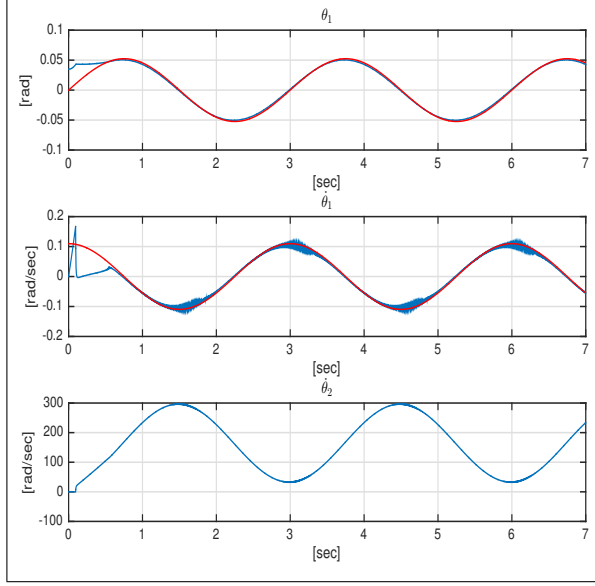 θ₁
0.1
0.05
0
-0.05
-0.1
[rad]
0 1 2 3 4 5 6 7
[sec]
θ̇₁
0.2
0.1
0
-0.1
-0.2
[rad/sec]
0 1 2 3 4 5 6 7
[sec]
θ̇₂
300
200
100
0
-100
[rad/sec]
0 1 2 3 4 5 6 7
[sec]